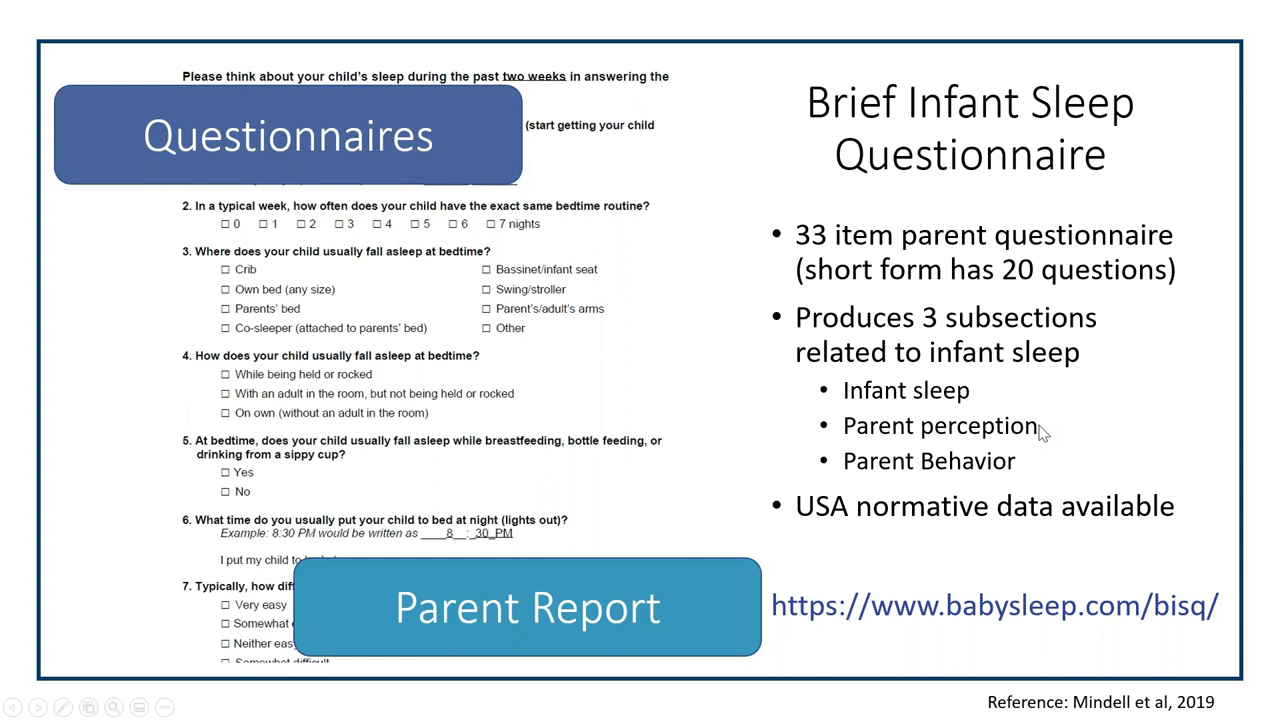 Please think about your child's sleep during the past two weeks in answering the
Questionnaires
(start getting your child
2. In a typical week, how often does your child have the exact same bedtime routine?
☐ 0 ☐ 1 ☐ 2 ☐ 3 ☐ 4 ☐ 5 ☐ 6 ☐ 7 nights
3. Where does your child usually fall asleep at bedtime?
☐ Crib ☐ Bassinet/infant seat
☐ Own bed (any size) ☐ Swing/stroller
☐ Parents' bed ☐ Parent's/adult's arms
☐ Co-sleeper (attached to parents' bed) ☐ Other
4. How does your child usually fall asleep at bedtime?
☐ While being held or rocked
☐ With an adult in the room, but not being held or rocked
☐ On own (without an adult in the room)
5. At bedtime, does your child usually fall asleep while breastfeeding, bottle feeding, or
drinking from a sippy cup?
☐ Yes
☐ No
6. What time do you usually put your child to bed at night (lights out)?
Example: 8:30 PM would be written as ____8__:_30_PM
I put my child to
7. Typically, how
☐ Very easy
☐ Somewhat
☐ Neither
☐ Somewhat difficult
Parent Report
Brief Infant Sleep
Questionnaire
• 33 item parent questionnaire
(short form has 20 questions)
• Produces 3 subsections
related to infant sleep
• Infant sleep
• Parent perception
• Parent Behavior
• USA normative data available
https://www.babysleep.com/bisq/
Reference: Mindell et al, 2019